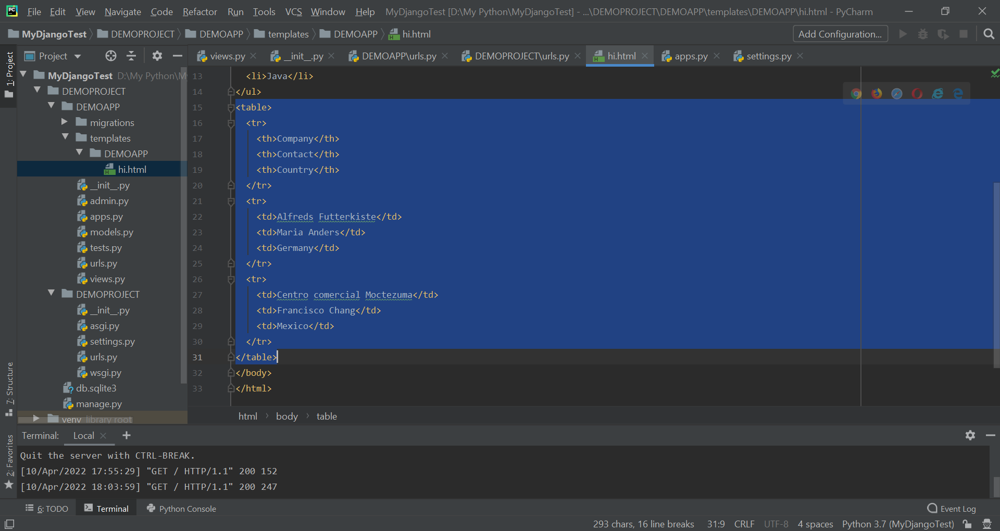 File Edit View Navigate Code Refactor Run Tools VCS Window Help MyDjangoTest [D:\My Python\MyDjangoTest] - ...\DEMOPROJECT\DEMOAPP\templates\DEMOAPP\hi.html - PyCharm
MyDjangoTest DEMOPROJECT DEMOAPP templates DEMOAPP hi.html Add Configuration...
1: Project
Project
views.py __init__.py DEMOAPP\urls.py DEMOPROJECT\urls.py hi.html apps.py settings.py
MyDjangoTest D:\My Python\M
DEMOPROJECT
DEMOAPP
migrations
templates
DEMOAPP
hi.html
__init__.py
admin.py
apps.py
models.py
tests.py
urls.py
views.py
DEMOPROJECT
__init__.py
asgi.py
settings.py
urls.py
wsgi.py
db.sqlite3
manage.py
venv library root
13 <li>Java</li>
14 </ul>
15 <table>
16 <tr>
17 <th>Company</th>
18 <th>Contact</th>
19 <th>Country</th>
20 </tr>
21 <tr>
22 <td>Alfreds Futterkiste</td>
23 <td>Maria Anders</td>
24 <td>Germany</td>
25 </tr>
26 <tr>
27 <td>Centro comercial Moctezuma</td>
28 <td>Francisco Chang</td>
29 <td>Mexico</td>
30 </tr>
31 </table>
32 </body>
33 </html>
html body table
7: Structure
2: Favorites
Terminal: Local
Quit the server with CTRL-BREAK.
[10/Apr/2022 17:55:29] "GET / HTTP/1.1" 200 152
[10/Apr/2022 18:03:59] "GET / HTTP/1.1" 200 247
6: TODO Terminal Python Console Event Log
293 chars, 16 line breaks 31:9 CRLF UTF-8 4 spaces Python 3.7 (MyDjangoTest)